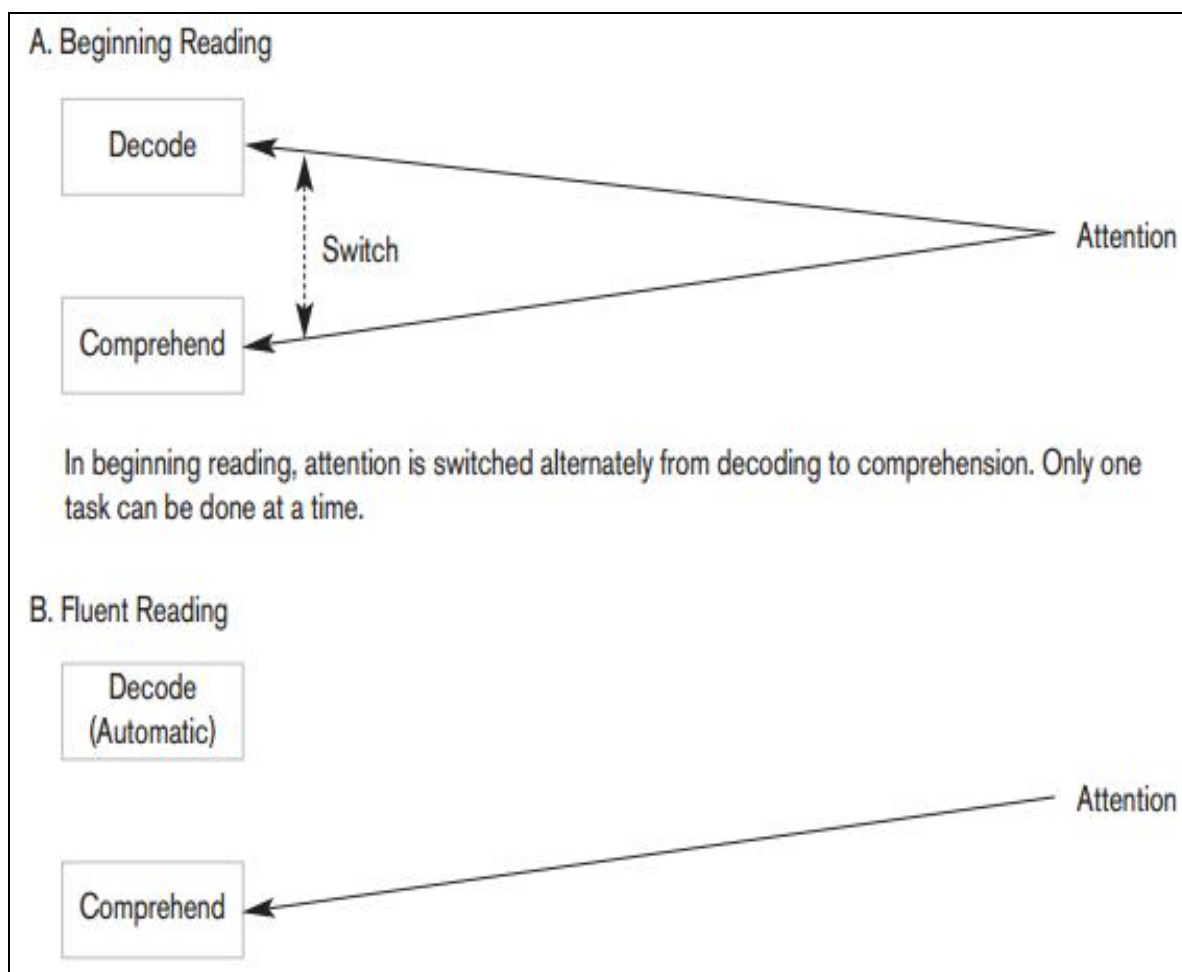 A. Beginning Reading
Decode
Switch
Attention
Comprehend
In beginning reading, attention is switched alternately from decoding to comprehension. Only one
task can be done at a time.
B. Fluent Reading
Decode
(Automatic)
Attention
Comprehend